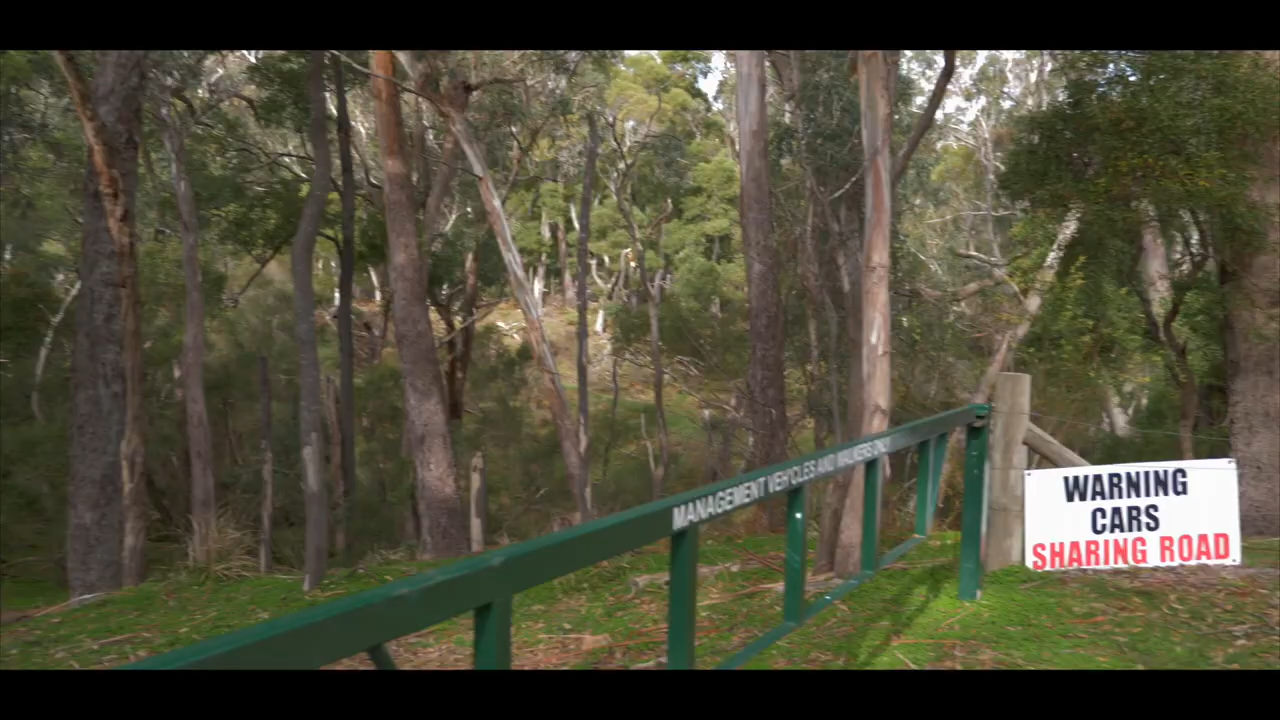 MANAGEMENT VEHICLES AND WALKERS ONLY
WARNING
CARS
SHARING ROAD